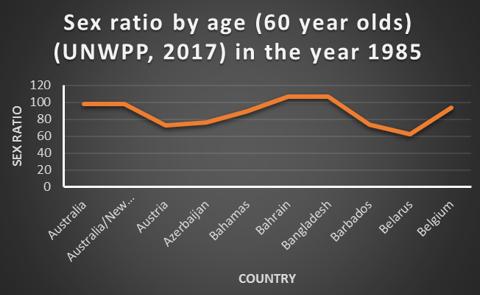 Sex ratio by age (60 year olds)
(UNWPP, 2017) in the year 1985
SEX RATIO
120
100
80
60
40
20
0
Australia
Australia/New...
Austria
Azerbaijan
Bahamas
Bahrain
Bangladesh
Barbados
Belarus
Belgium
COUNTRY